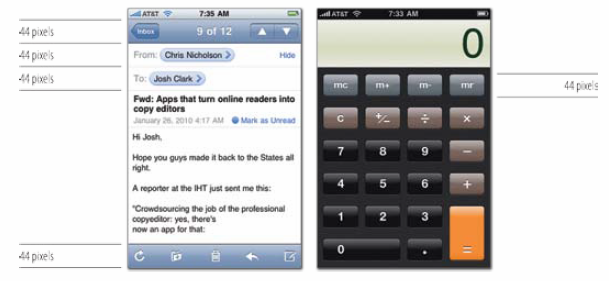 AT&T 7:35 AM
Inbox 9 of 12
From: Chris Nicholson > Hide
To: Josh Clark >
Fwd: Apps that turn online readers into
copy editors
January 26, 2010 4:17 AM Mark as Unread
Hi Josh,
Hope you guys made it back to the States all
right.
A reporter at the IHT just sent me this:
"Crowdsourcing the job of the professional
copyeditor: yes, there's
now an app for that:
44 pixels
44 pixels
44 pixels
44 pixels
AT&T 7:33 AM
0
mc m+ m- mr
C +/- ÷ ×
7 8 9 −
4 5 6 +
1 2 3
0 . =
44 pixels